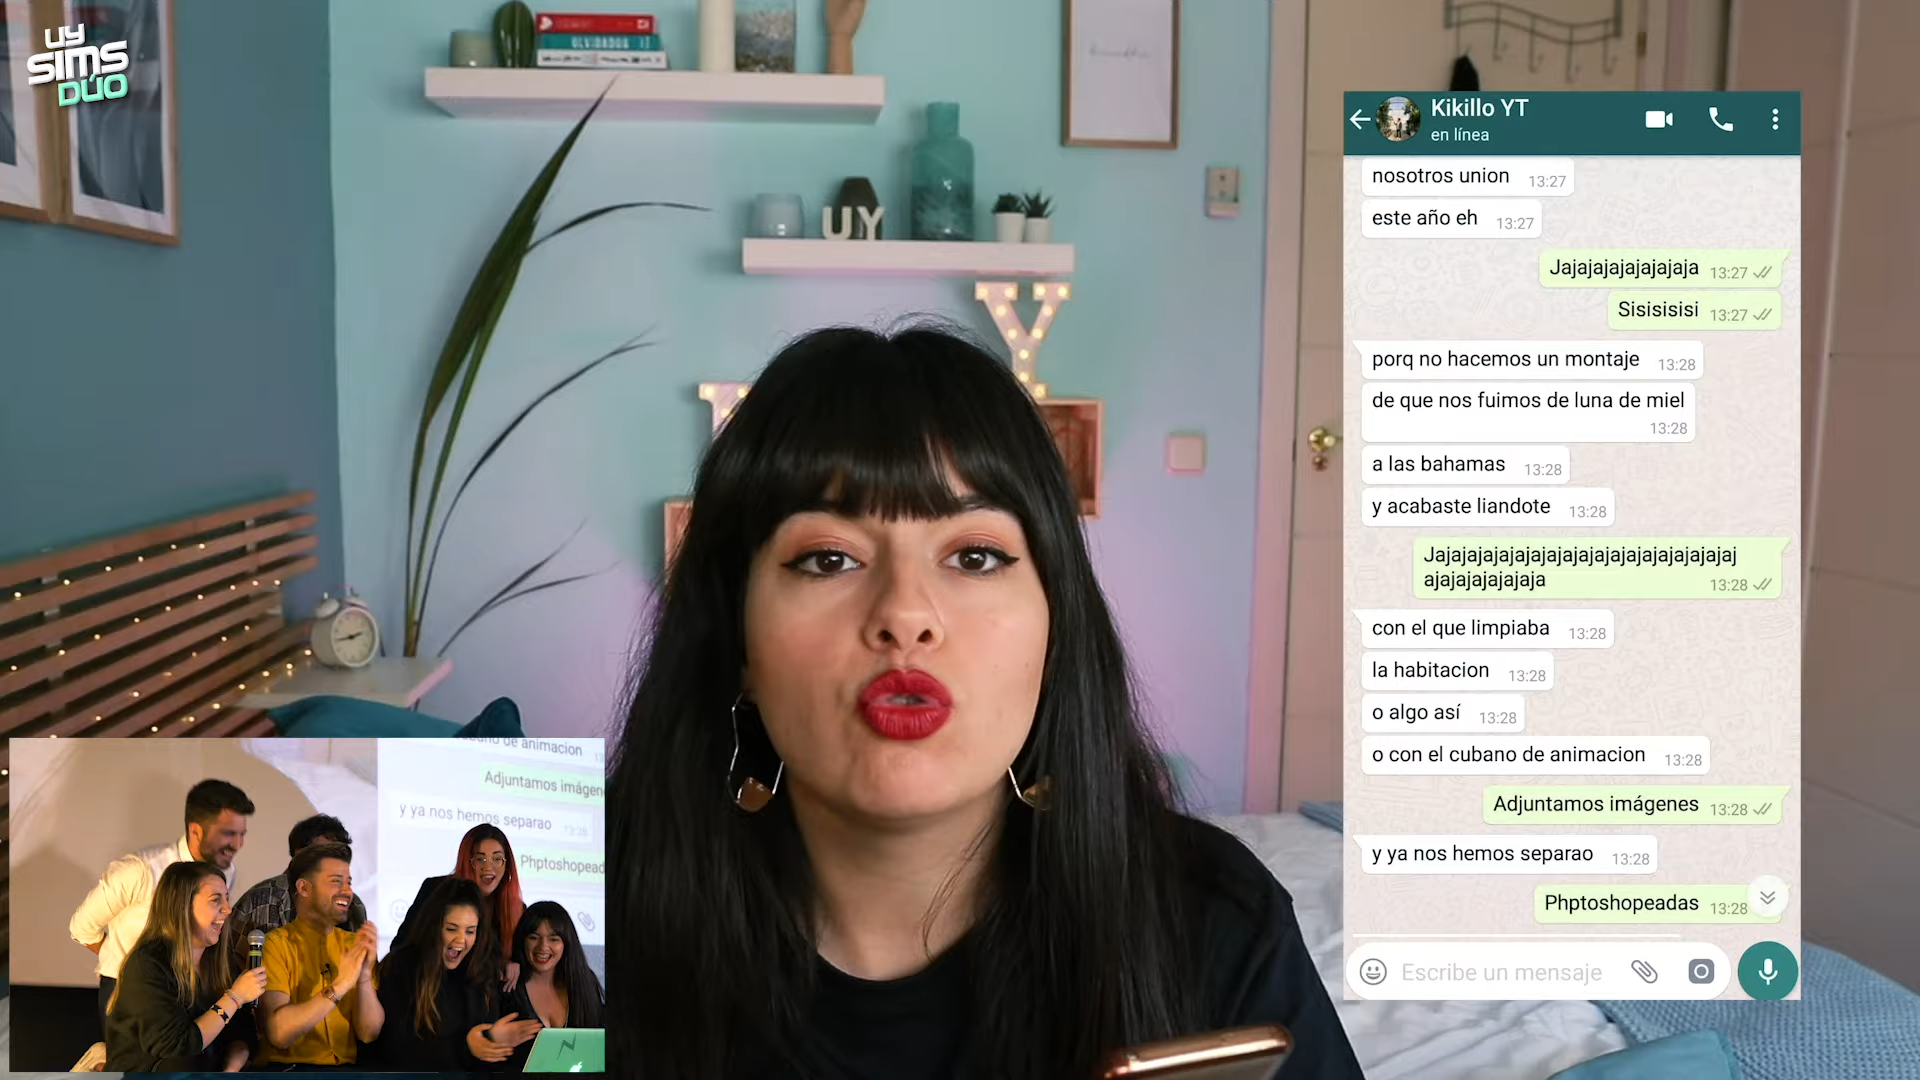 UY
SIMS
DÚO
OLVIDADOS
UY
Y
Kikillo YT
en línea
nosotros union 13:27
este año eh 13:27
Jajajajajajajaja 13:27
Sisisisisi 13:27
porq no hacemos un montaje 13:28
de que nos fuimos de luna de miel
13:28
a las bahamas 13:28
y acabaste liandote 13:28
Jajajajajajajajajajajajajajajajajajaj
ajajajajajajaja 13:28
con el que limpiaba 13:28
la habitacion 13:28
o algo así 13:28
o con el cubano de animacion 13:28
Adjuntamos imágenes 13:28
y ya nos hemos separao 13:28
Phptoshopeadas 13:28
Escribe un mensaje
cubano de animacion
Adjuntamos imágen
y ya nos hemos separao 13:28
Phptoshopead